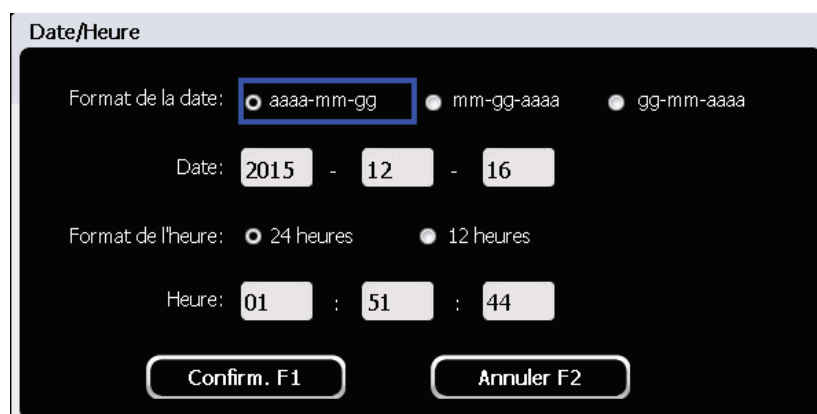 Date/Heure
Format de la date: aaaa-mm-gg mm-gg-aaaa gg-mm-aaaa
Date: 2015 - 12 - 16
Format de l'heure: 24 heures 12 heures
Heure: 01 : 51 : 44
Confirm. F1 Annuler F2